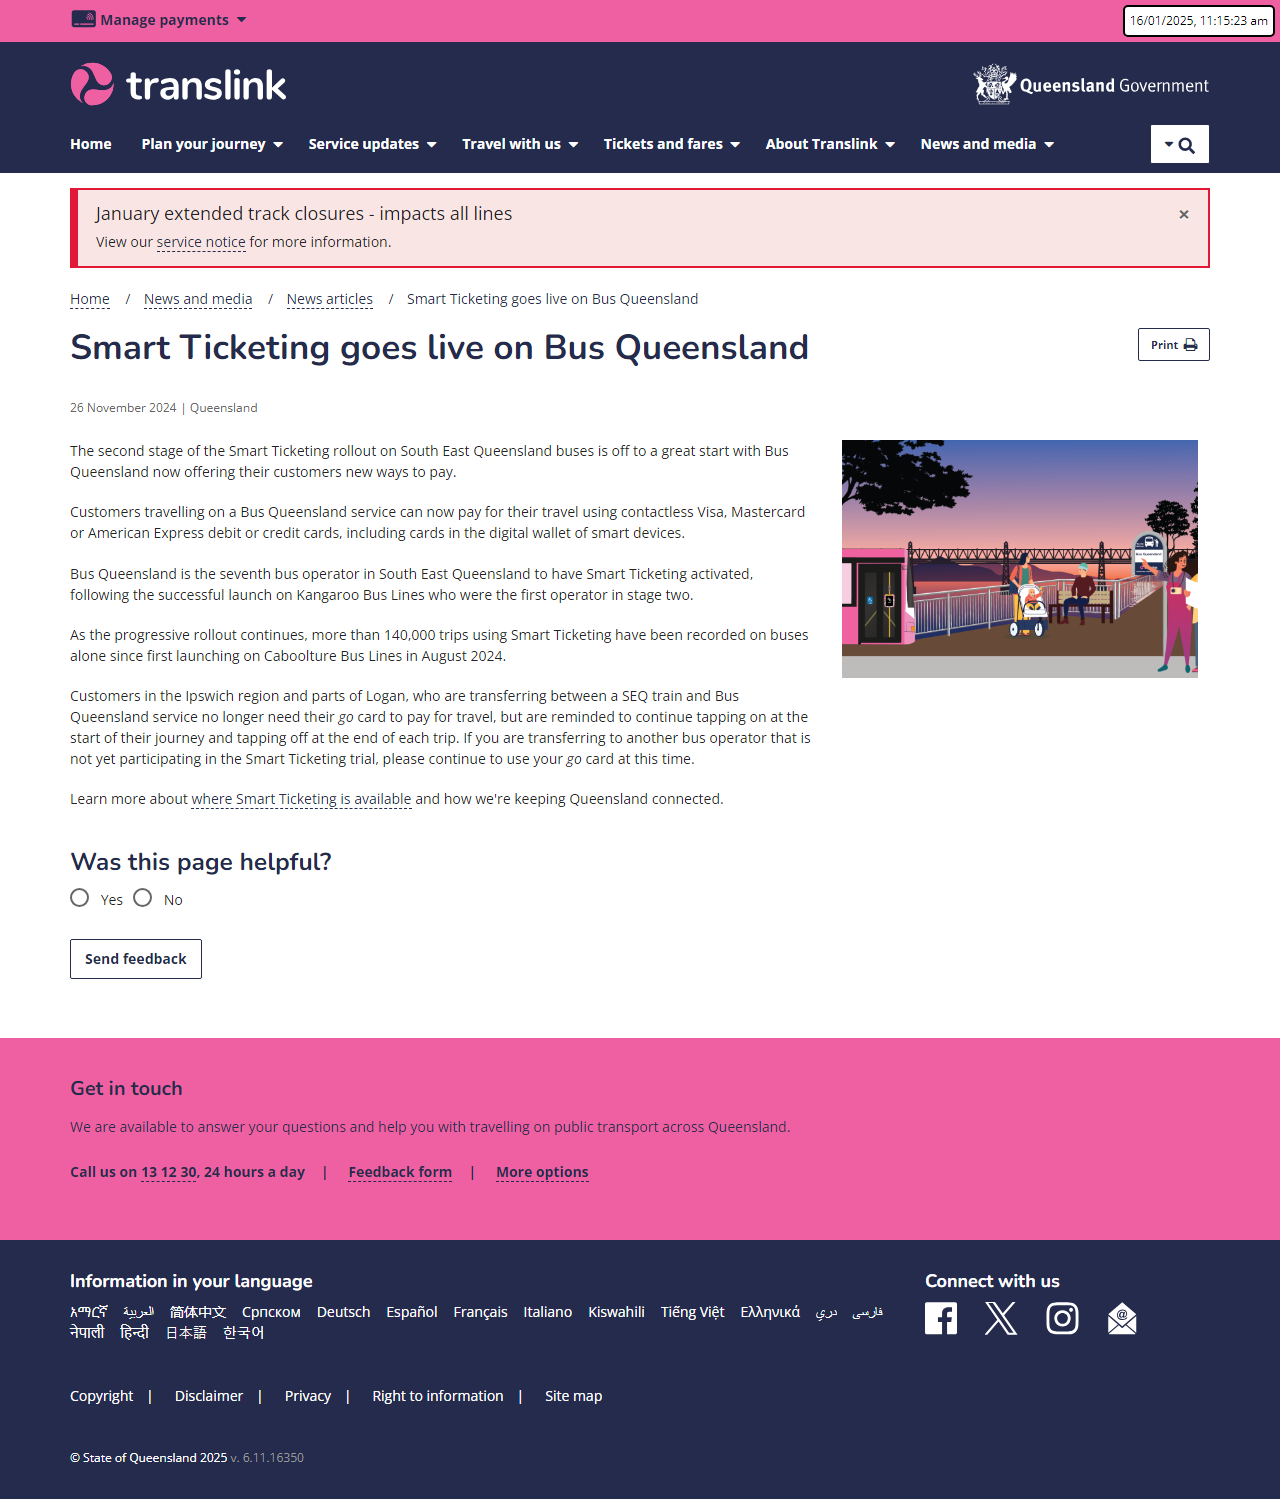 Manage payments
16/01/2025, 11:15:23 am
translink
Queensland Government
Home Plan your journey Service updates Travel with us Tickets and fares About Translink News and media
January extended track closures - impacts all lines
×
View our service notice for more information.
Home / News and media / News articles / Smart Ticketing goes live on Bus Queensland
Smart Ticketing goes live on Bus Queensland
Print
26 November 2024 | Queensland
The second stage of the Smart Ticketing rollout on South East Queensland buses is off to a great start with Bus
Queensland now offering their customers new ways to pay.
Customers travelling on a Bus Queensland service can now pay for their travel using contactless Visa, Mastercard
or American Express debit or credit cards, including cards in the digital wallet of smart devices.
Bus Queensland is the seventh bus operator in South East Queensland to have Smart Ticketing activated,
following the successful launch on Kangaroo Bus Lines who were the first operator in stage two.
As the progressive rollout continues, more than 140,000 trips using Smart Ticketing have been recorded on buses
alone since first launching on Caboolture Bus Lines in August 2024.
Customers in the Ipswich region and parts of Logan, who are transferring between a SEQ train and Bus
Queensland service no longer need their go card to pay for travel, but are reminded to continue tapping on at the
start of their journey and tapping off at the end of each trip. If you are transferring to another bus operator that is
not yet participating in the Smart Ticketing trial, please continue to use your go card at this time.
Learn more about where Smart Ticketing is available and how we're keeping Queensland connected.
Bus Queensland
Was this page helpful?
Yes No
Send feedback
Get in touch
We are available to answer your questions and help you with travelling on public transport across Queensland.
Call us on 13 12 30, 24 hours a day | Feedback form | More options
Information in your language
አማርኛ العربية 简体中文 Српском Deutsch Español Français Italiano Kiswahili Tiếng Việt Ελληνικά دري فارسی
नेपाली हिन्दी 日本語 한국어
Connect with us
Copyright | Disclaimer | Privacy | Right to information | Site map
© State of Queensland 2025 v. 6.11.16350